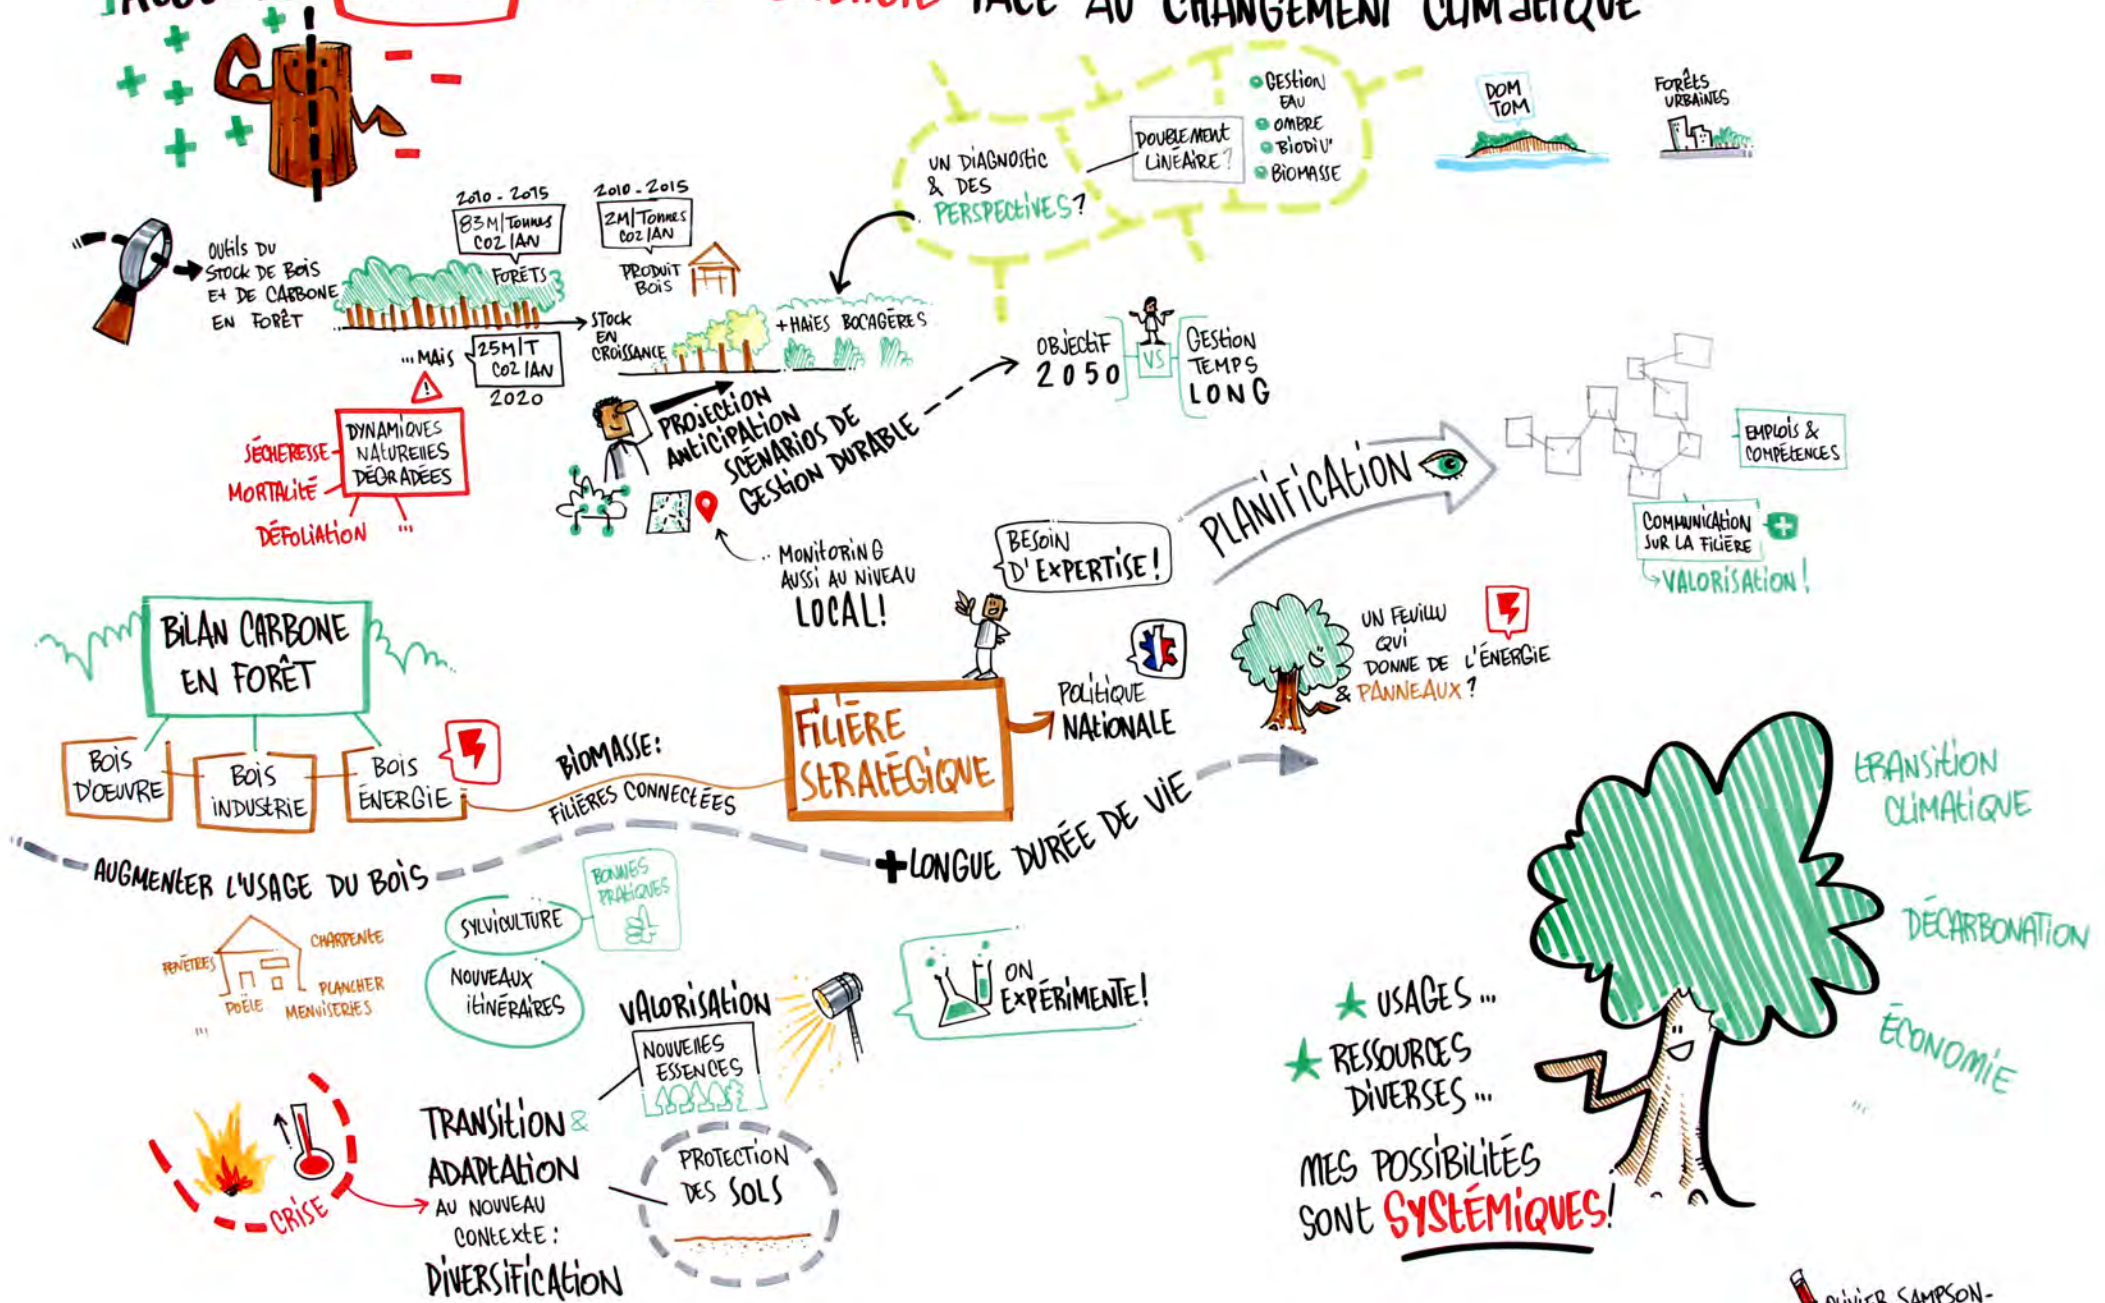 FACE AU CHANGEMENT CLIMATIQUE
2010-2015
83M/Tonnes
CO2/AN
FORÊTS
2010-2015
2M/Tonnes
CO2/AN
PRODUIT
BOIS
OUTILS DU
STOCK DE BOIS
ET DE CARBONE
EN FORÊT
STOCK
EN
CROISSANCE
...MAIS
25M/T
CO2/AN
2020
+HAIES BOCAGÈRES
UN DIAGNOSTIC
& DES
PERSPECTIVES?
DOUBLEMENT
LINÉAIRE?
GESTION
EAU
OMBRE
BIODIV'
BIOMASSE
DOM
TOM
FORÊTS
URBAINES
SÉCHERESSE
MORTALITÉ
DÉFOLIATION
...
DYNAMIQUES
NATURELLES
DÉGRADÉES
PROJECTION
ANTICIPATION
SCÉNARIOS DE
GESTION DURABLE
OBJECTIF
2050
VS
GESTION
TEMPS
LONG
.. MONITORING
AUSSI AU NIVEAU
LOCAL!
PLANIFICATION
EMPLOIS &
COMPÉTENCES
COMMUNICATION
SUR LA FILIÈRE
VALORISATION!
BILAN CARBONE
EN FORÊT
BOIS
D'OEUVRE
BOIS
INDUSTRIE
BOIS
ÉNERGIE
BIOMASSE:
FILIÈRES CONNECTÉES
BESOIN
D'EXPERTISE!
FILIÈRE
STRATÉGIQUE
POLITIQUE
NATIONALE
UN FEUILLU
QUI
DONNE DE L'ÉNERGIE
& PANNEAUX?
AUGMENTER L'USAGE DU BOIS
+LONGUE DURÉE DE VIE
FENÊTRES
CHARPENTE
PLANCHER
POÊLE
MENUISERIES
...
SYLVICULTURE
BONNES
PRATIQUES
NOUVEAUX
ITINÉRAIRES
VALORISATION
NOUVELLES
ESSENCES
ON
EXPÉRIMENTE!
CRISE
TRANSITION &
ADAPTATION
AU NOUVEAU
CONTEXTE:
DIVERSIFICATION
PROTECTION
DES SOLS
USAGES...
RESSOURCES
DIVERSES...
MES POSSIBILITÉS
SONT SYSTÉMIQUES!
TRANSITION
CLIMATIQUE
DÉCARBONATION
ÉCONOMIE
...
OLIVIER SAMPSON-